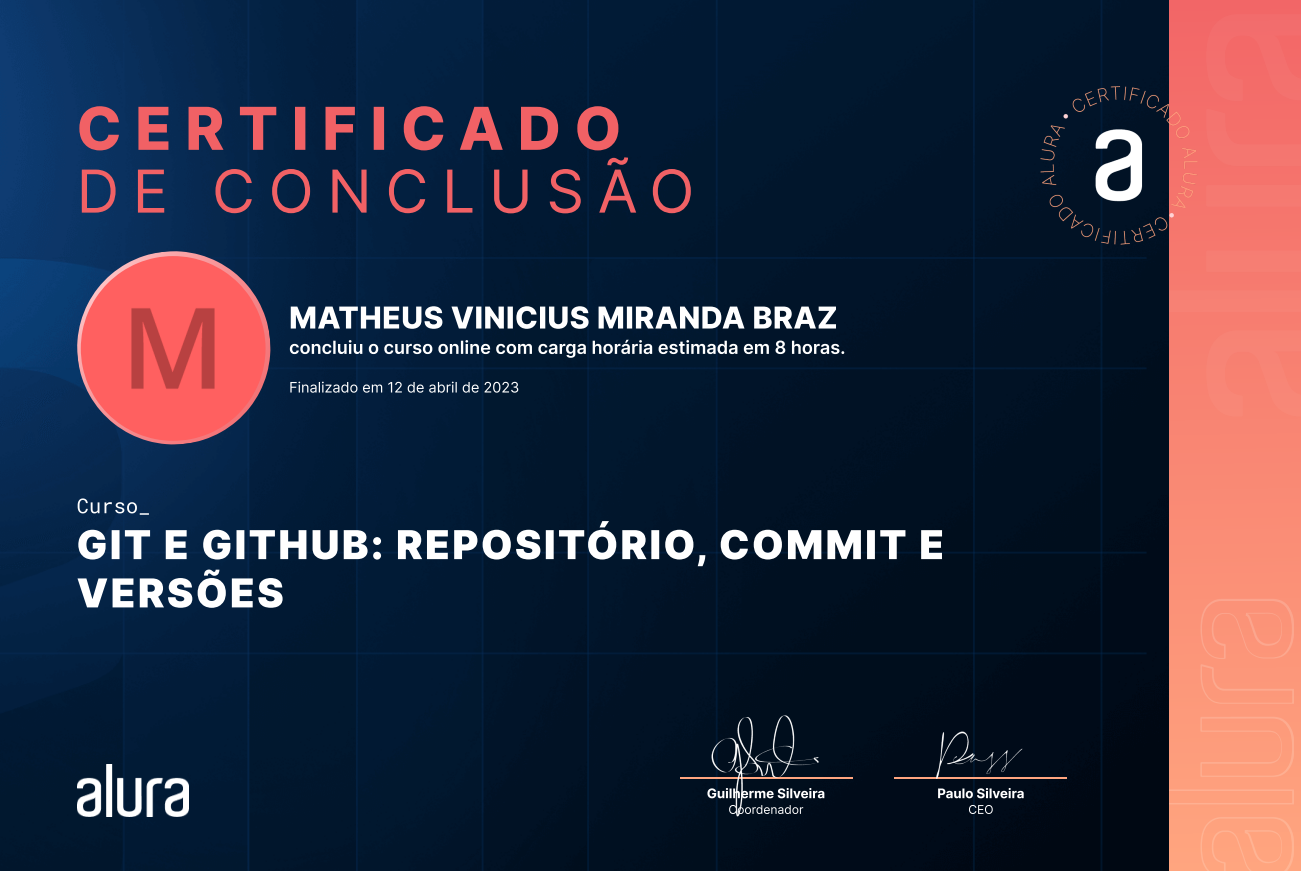 CERTIFICADO
DE CONCLUSÃO
CERTIFICADO ALURA • CERTIFICADO ALURA •
a
M
MATHEUS VINICIUS MIRANDA BRAZ
concluiu o curso online com carga horária estimada em 8 horas.
Finalizado em 12 de abril de 2023
Curso_
GIT E GITHUB: REPOSITÓRIO, COMMIT E
VERSÕES
alura
Guilherme Silveira
Coordenador
Paulo Silveira
CEO
alura
alura